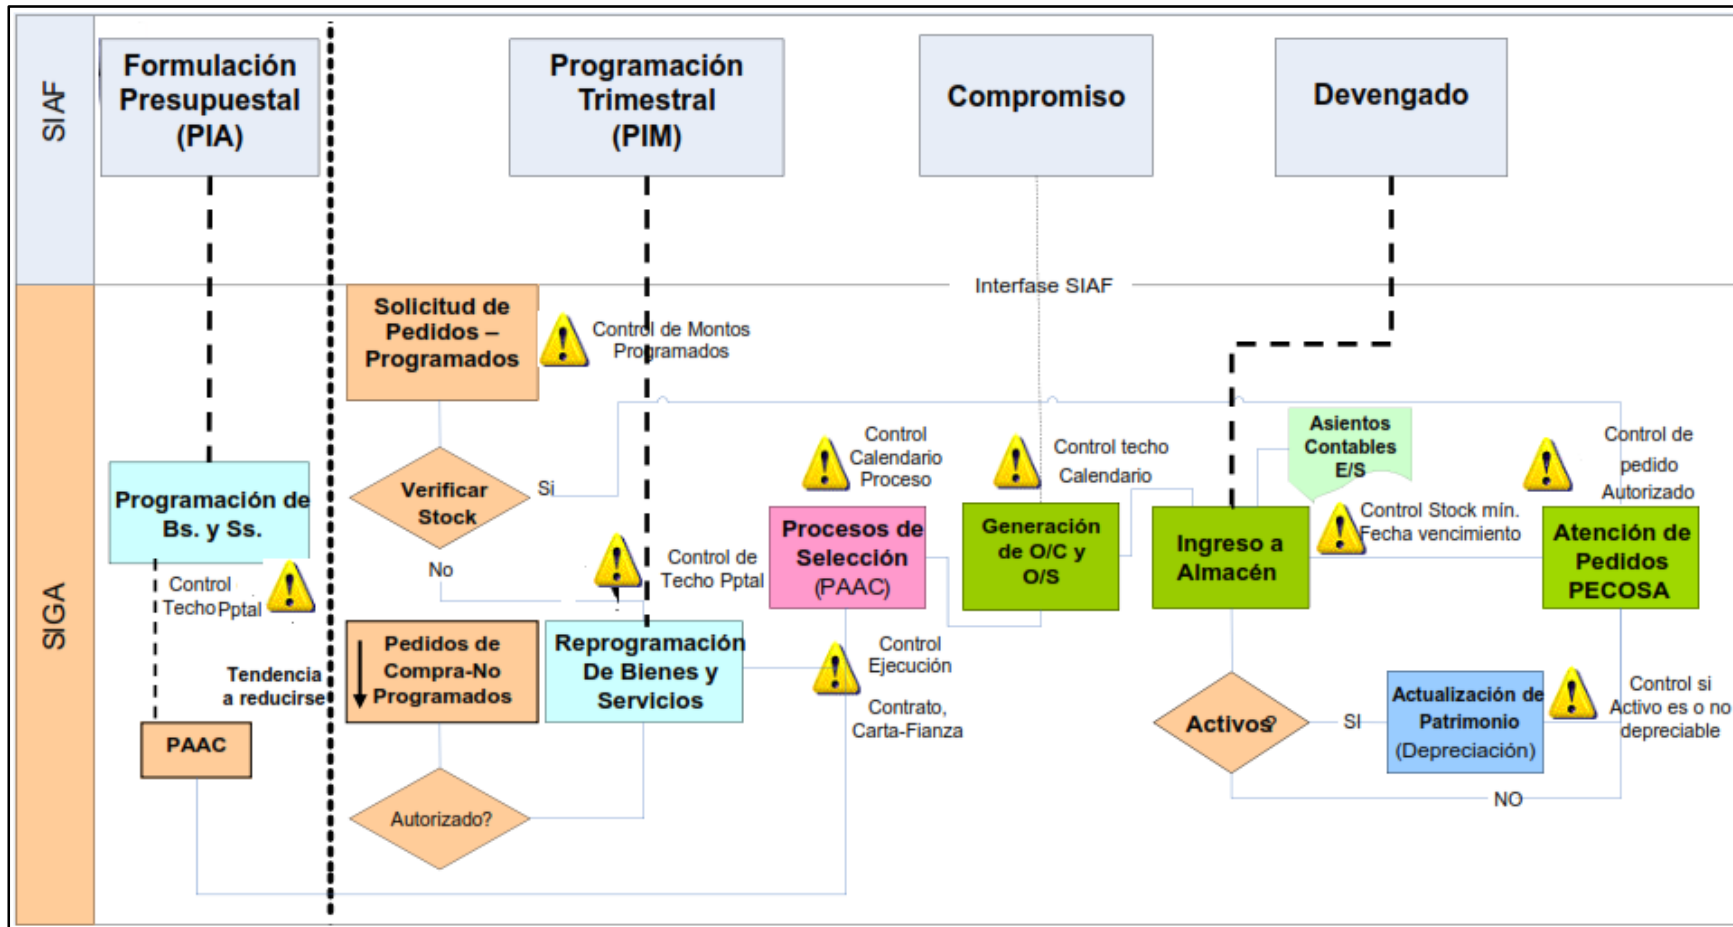 SIAF
Formulación
Presupuestal
(PIA)
Programación
Trimestral
(PIM)
Compromiso
Devengado
Interfase SIAF
SIGA
Solicitud de
Pedidos –
Programados
Control de Montos
Programados
Verificar
Stock
Si
No
Programación de
Bs. y Ss.
Control
Techo Pptal
Tendencia
a reducirse
PAAC
Pedidos de
Compra-No
Programados
Autorizado?
Control de
Techo Pptal
Reprogramación
De Bienes y
Servicios
Control
Calendario
Proceso
Procesos de
Selección
(PAAC)
Control
Ejecución
Contrato,
Carta-Fianza
Control techo
Calendario
Generación
de O/C y
O/S
Ingreso a
Almacén
Asientos
Contables
E/S
Control Stock mín.
Fecha vencimiento
Control de
pedido
Autorizado
Atención de
Pedidos
PECOSA
Activos?
SI
Actualización de
Patrimonio
(Depreciación)
Control si
Activo es o no
depreciable
NO